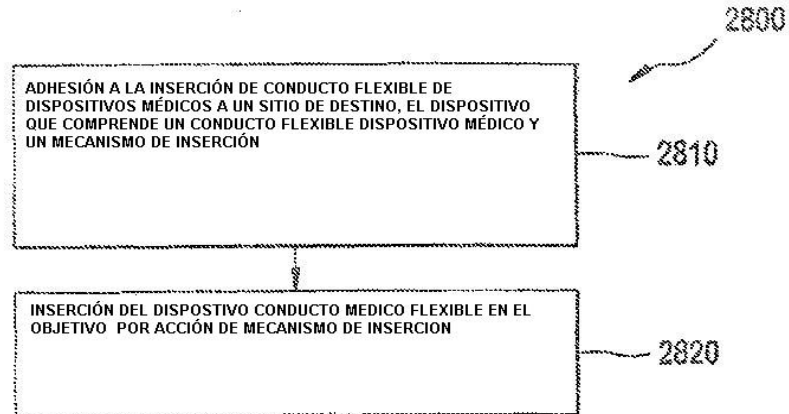 2800
ADHESIÓN A LA INSERCIÓN DE CONDUCTO FLEXIBLE DE
DISPOSITIVOS MÉDICOS A UN SITIO DE DESTINO, EL DISPOSITIVO
QUE COMPRENDE UN CONDUCTO FLEXIBLE DISPOSITIVO MÉDICO Y
UN MECANISMO DE INSERCIÓN
2810
INSERCIÓN DEL DISPOSTIVO CONDUCTO MEDICO FLEXIBLE EN EL
OBJETIVO POR ACCIÓN DE MECANISMO DE INSERCION
2820